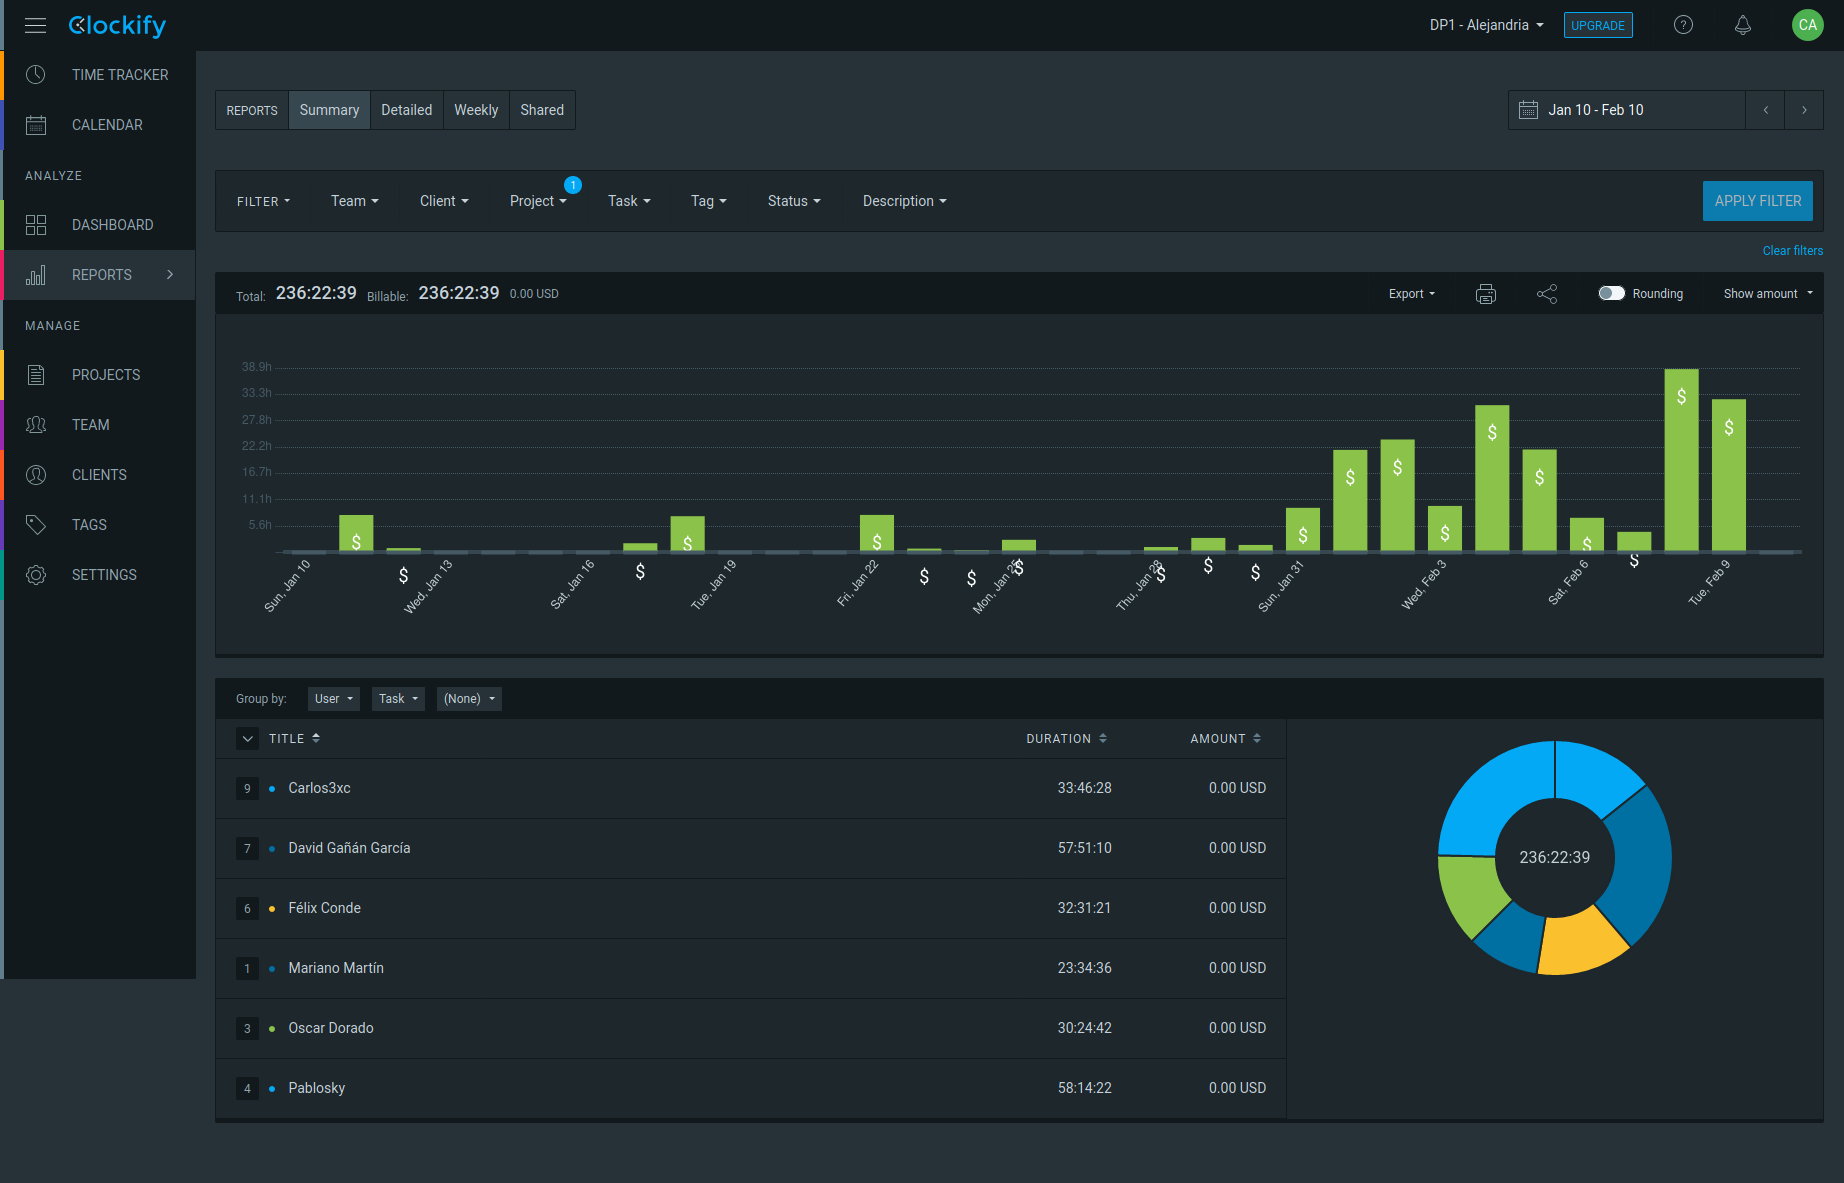 Clockify
DP1 - Alejandria
UPGRADE
CA
TIME TRACKER
CALENDAR
ANALYZE
DASHBOARD
REPORTS
MANAGE
PROJECTS
TEAM
CLIENTS
TAGS
SETTINGS
REPORTS Summary Detailed Weekly Shared
Jan 10 - Feb 10
FILTER Team Client Project 1 Task Tag Status Description
APPLY FILTER
Clear filters
Total: 236:22:39 Billable: 236:22:39 0.00 USD
Export Rounding Show amount
38.9h
33.3h
27.8h
22.2h
16.7h
11.1h
5.6h
$ $ $ $ $ $ $ $ $ $ $ $ $ $ $ $ $ $ $ $ $
Sun, Jan 10 Wed, Jan 13 Sat, Jan 16 Tue, Jan 19 Fri, Jan 22 Mon, Jan 25 Thu, Jan 28 Sun, Jan 31 Wed, Feb 3 Sat, Feb 6 Tue, Feb 9
Group by: User Task (None)
TITLE DURATION AMOUNT
9 Carlos3xc 33:46:28 0.00 USD
7 David Gañán García 57:51:10 0.00 USD
6 Félix Conde 32:31:21 0.00 USD
1 Mariano Martín 23:34:36 0.00 USD
3 Oscar Dorado 30:24:42 0.00 USD
4 Pablosky 58:14:22 0.00 USD
236:22:39